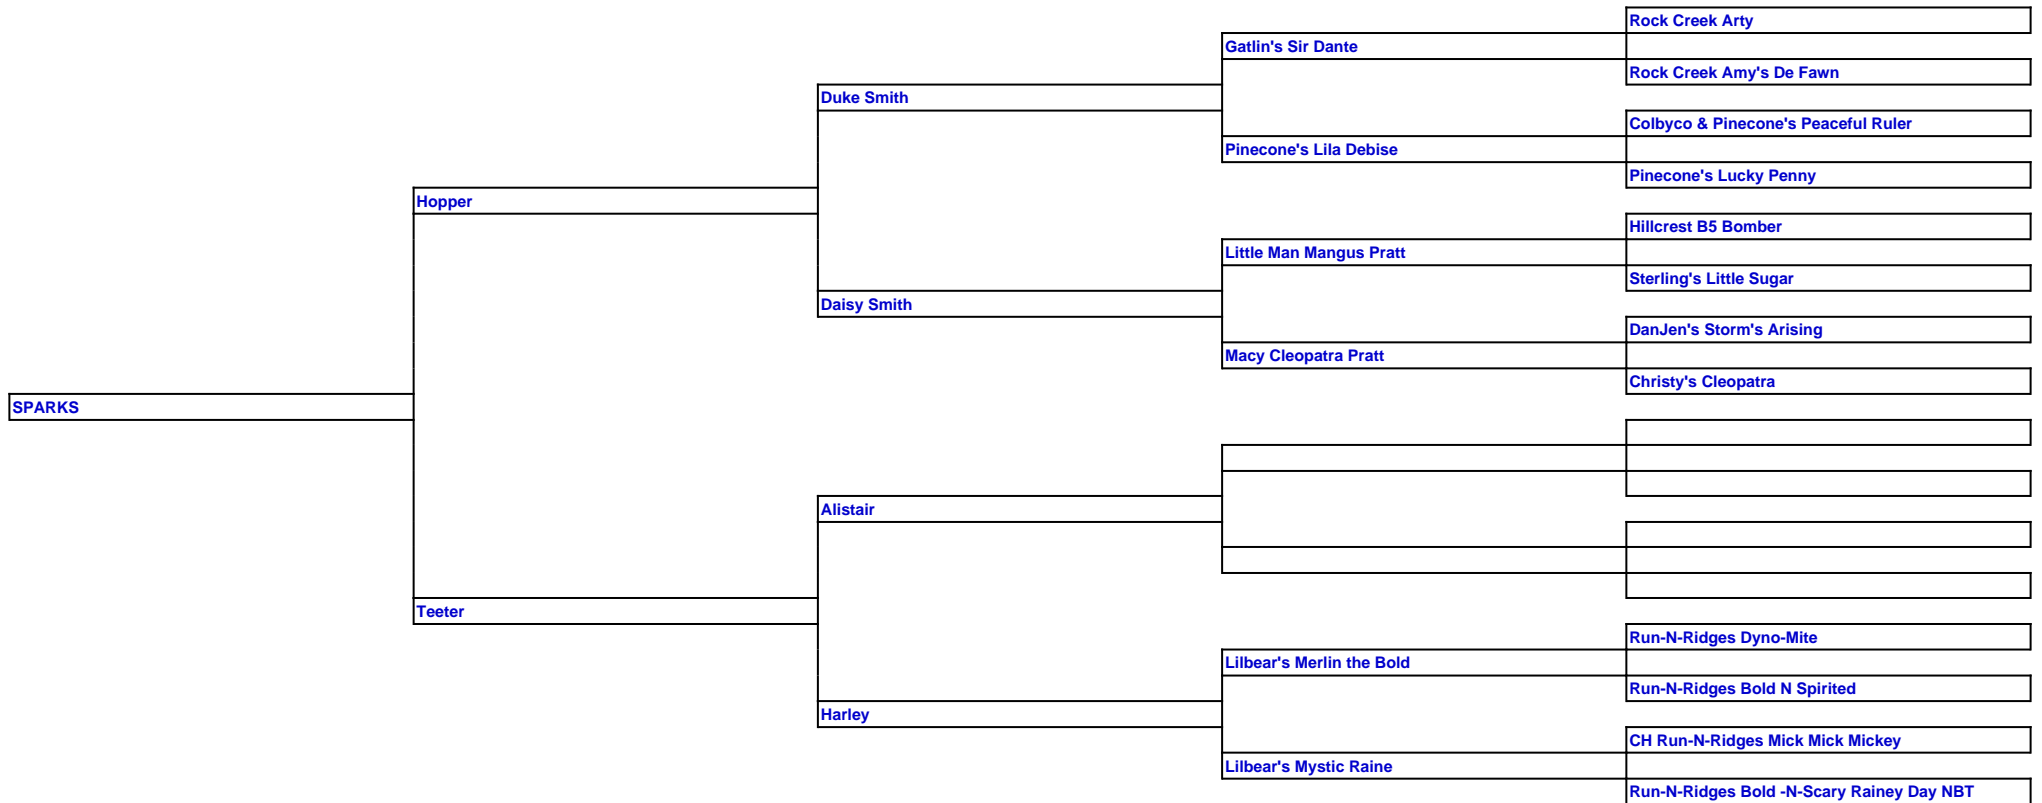 Rock Creek Arty
Gatlin's Sir Dante
Rock Creek Amy's De Fawn
Duke Smith
Colbyco & Pinecone's Peaceful Ruler
Pinecone's Lila Debise
Pinecone's Lucky Penny
Hopper
Hillcrest B5 Bomber
Little Man Mangus Pratt
Sterling's Little Sugar
Daisy Smith
DanJen's Storm's Arising
Macy Cleopatra Pratt
Christy's Cleopatra
SPARKS
Alistair
Teeter
Run-N-Ridges Dyno-Mite
Lilbear's Merlin the Bold
Run-N-Ridges Bold N Spirited
Harley
CH Run-N-Ridges Mick Mick Mickey
Lilbear's Mystic Raine
Run-N-Ridges Bold -N-Scary Rainey Day NBT